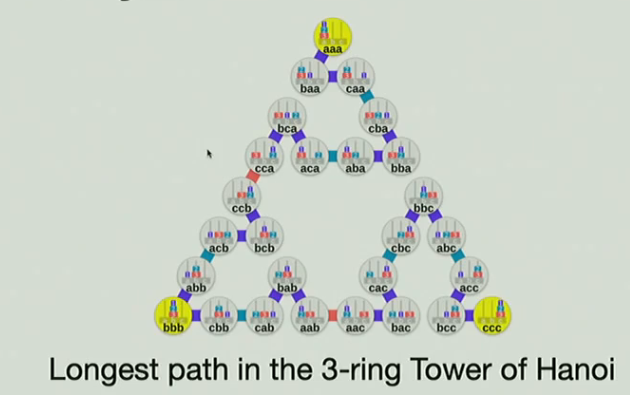 aaa
baa caa
bca cba
cca aca aba bba
ccb bbc
acb bcb cbc abc
abb bab cac acc
bbb cbb cab aab aac bac bcc ccc
Longest path in the 3-ring Tower of Hanoi